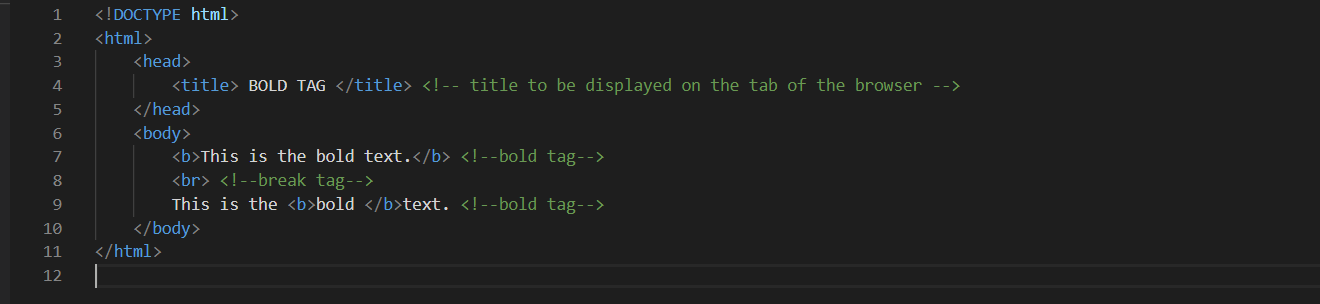 1 <!DOCTYPE html>
2 <html>
3     <head>
4         <title> BOLD TAG </title> <!-- title to be displayed on the tab of the browser -->
5     </head>
6     <body>
7         <b>This is the bold text.</b> <!--bold tag-->
8         <br> <!--break tag-->
9         This is the <b>bold </b>text. <!--bold tag-->
10     </body>
11 </html>
12